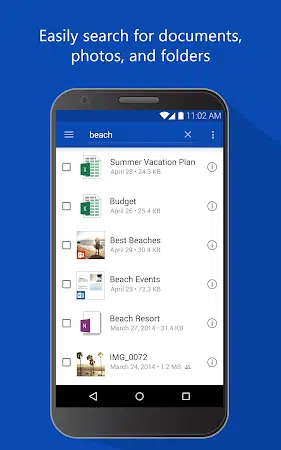 Easily search for documents,
photos, and folders
11:02 AM
beach
Summer Vacation Plan
April 28 • 24.3 KB
Budget
April 26 • 25.4 KB
Best Beaches
April 29 • 30.4 KB
Beach Events
April 28 • 72.3 KB
Beach Resort
March 27, 2014 • 31.4 KB
N
IMG_0072
March 24, 2014 • 1.2 MB